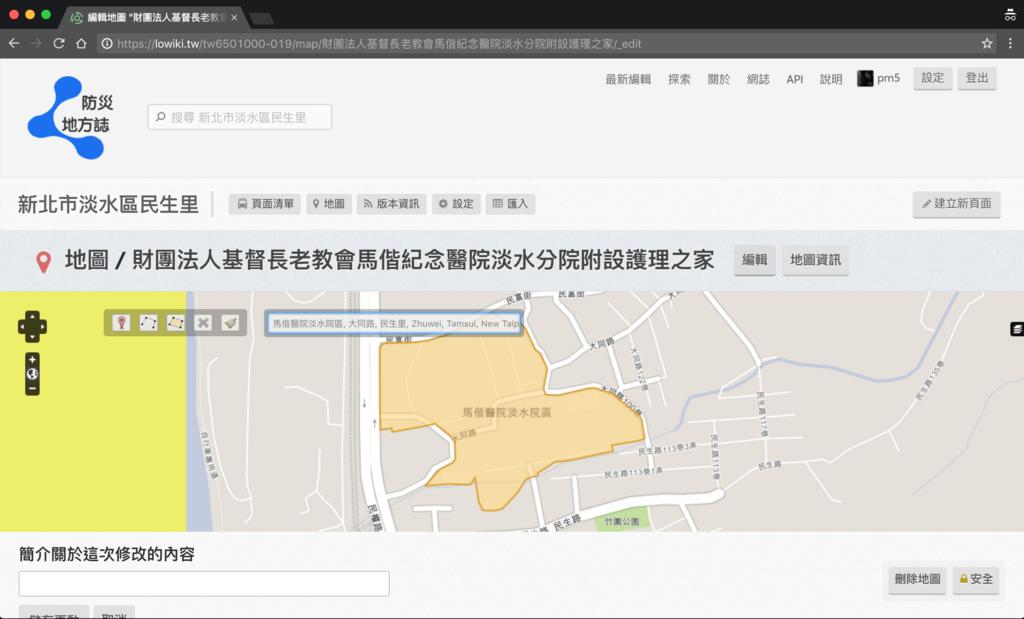 編輯地圖 "財團法人基督長老教會
https://lowiki.tw/tw6501000-019/map/財團法人基督長老教會馬偕紀念醫院淡水分院附設護理之家/_edit
最新編輯 探索 關於 網誌 API 說明 pm5 設定 登出
防災
地方誌
搜尋 新北市淡水區民生里
新北市淡水區民生里
頁面清單 地圖 版本資訊 設定 匯入
建立新頁面
地圖 / 財團法人基督長老教會馬偕紀念醫院淡水分院附設護理之家
編輯 地圖資訊
馬偕醫院淡水院區, 大同路, 民生里, Zhuwei, Tamsui, New Taip
民富街
民富街
民富街
大同路
大同路
大同路122巷
大同路100巷
馬偕醫院淡水院區
大同路
民生路135巷
民生路117巷
民生路113巷3弄
民生路113巷1弄
民生路113巷
民生路
自行車專用道
民權路
民生路
竹圍公園
簡介關於這次修改的內容
刪除地圖 安全
儲存更動 取消